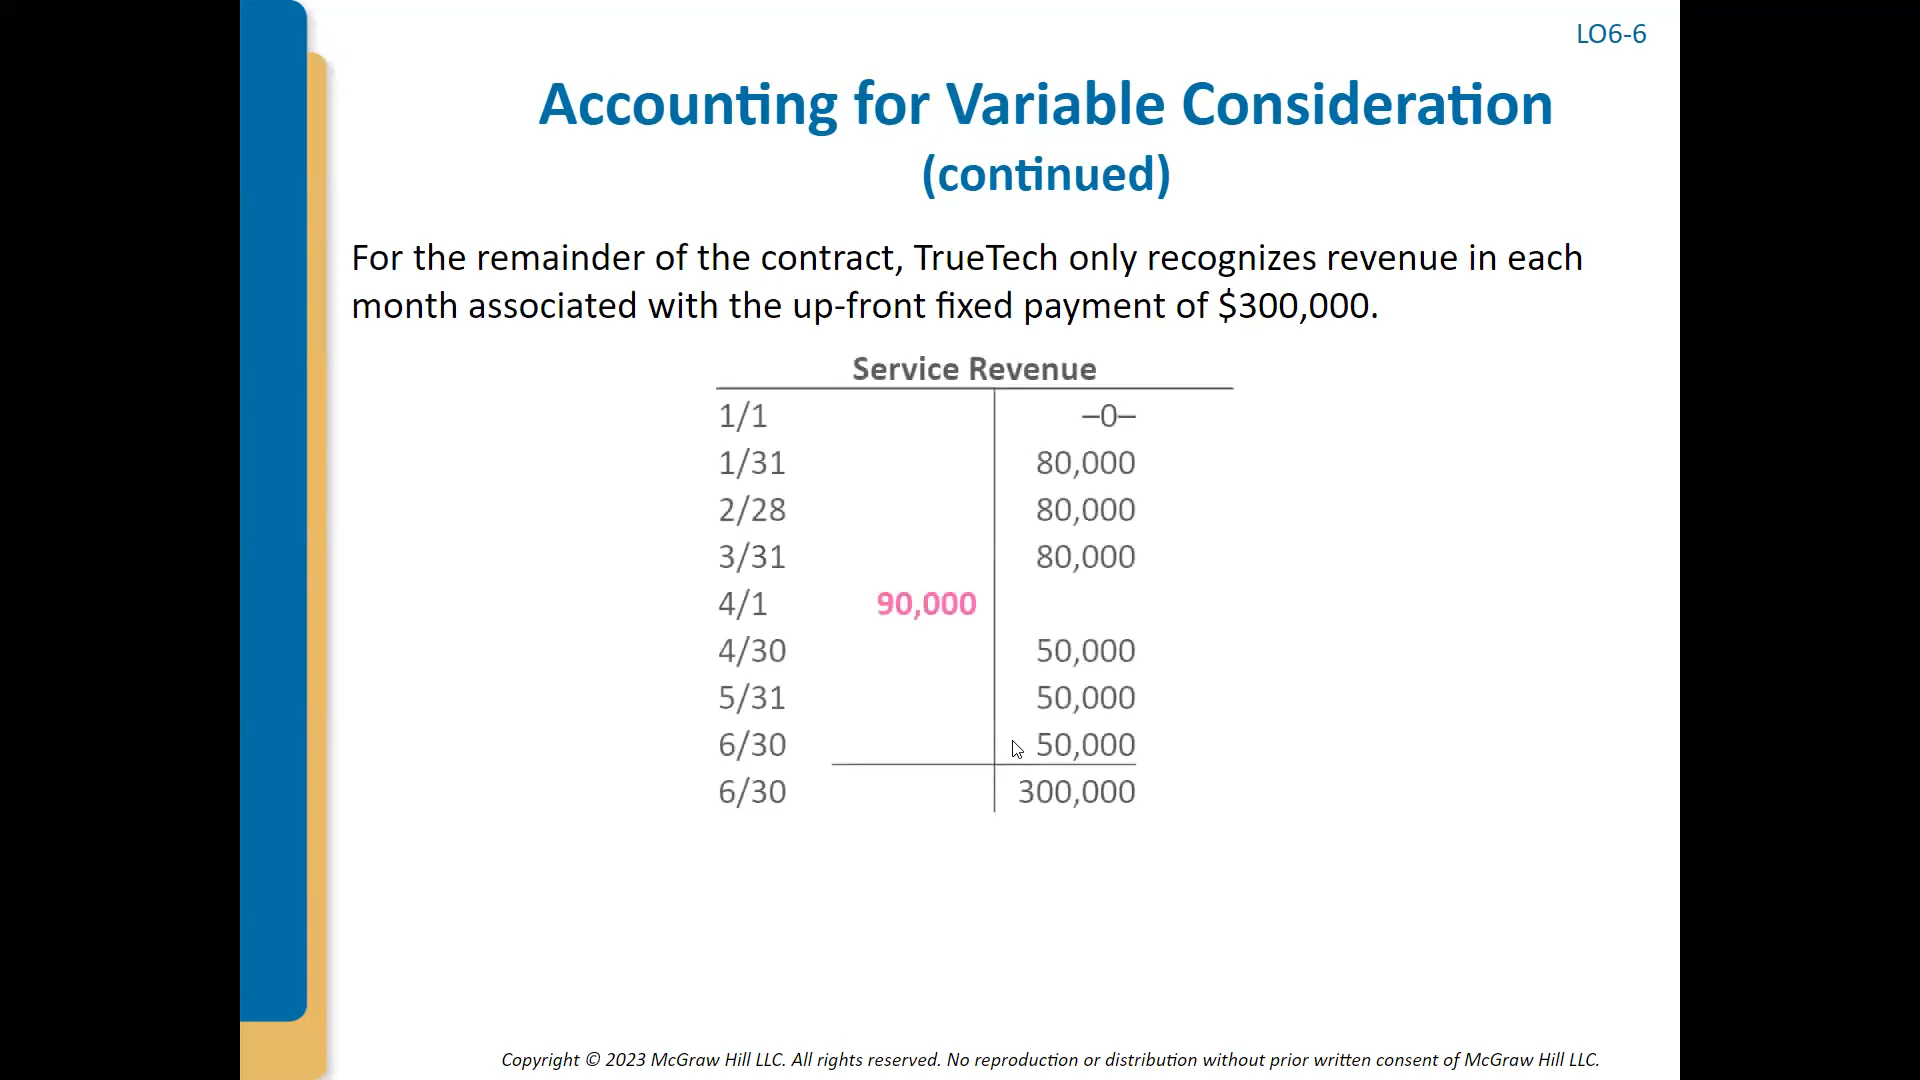 LO6-6
Accounting for Variable Consideration
(continued)
For the remainder of the contract, TrueTech only recognizes revenue in each
month associated with the up-front fixed payment of $300,000.
Service Revenue
1/1 –0–
1/31 80,000
2/28 80,000
3/31 80,000
4/1 90,000
4/30 50,000
5/31 50,000
6/30 50,000
6/30 300,000
Copyright © 2023 McGraw Hill LLC. All rights reserved. No reproduction or distribution without prior written consent of McGraw Hill LLC.